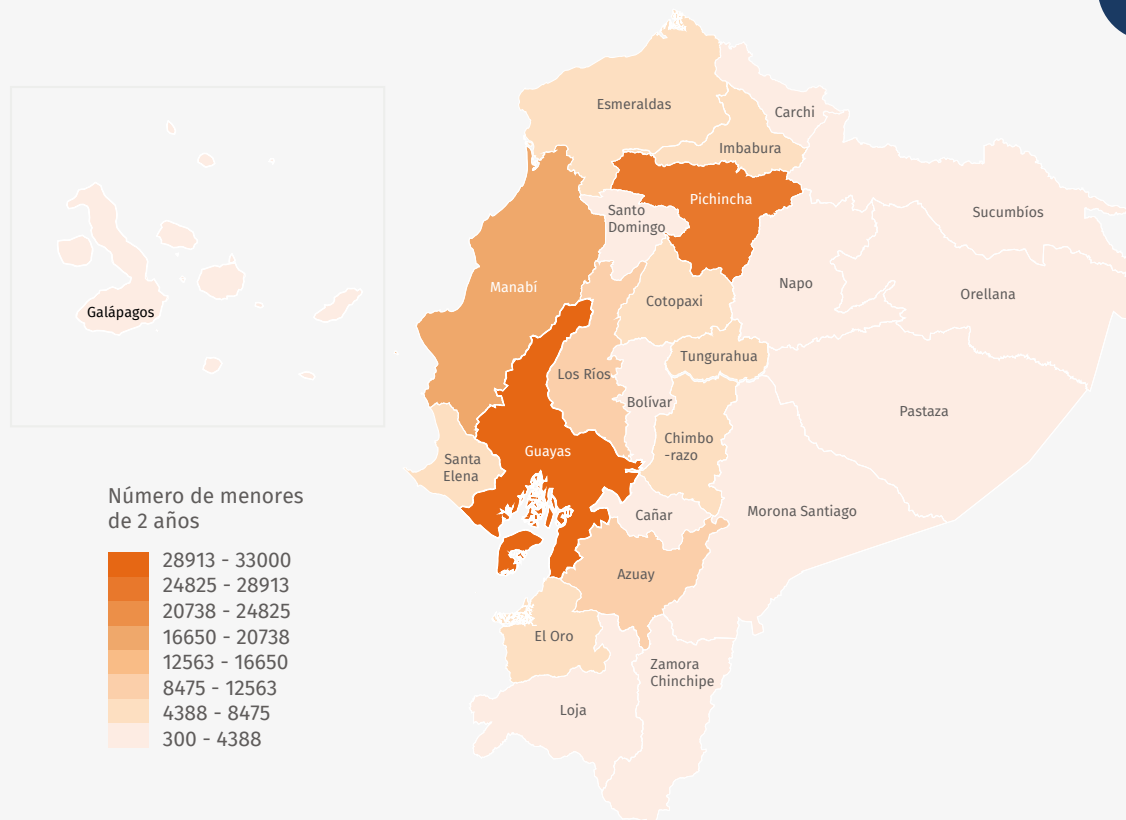 Esmeraldas
Carchi
Imbabura
Pichincha
Santo
Domingo
Sucumbíos
Manabí
Cotopaxi
Napo
Orellana
Galápagos
Tungurahua
Los Ríos
Bolívar
Pastaza
Chimbo
-razo
Guayas
Santa
Elena
Cañar
Morona Santiago
Azuay
El Oro
Zamora
Chinchipe
Loja
Número de menores
de 2 años
28913 - 33000
24825 - 28913
20738 - 24825
16650 - 20738
12563 - 16650
8475 - 12563
4388 - 8475
300 - 4388